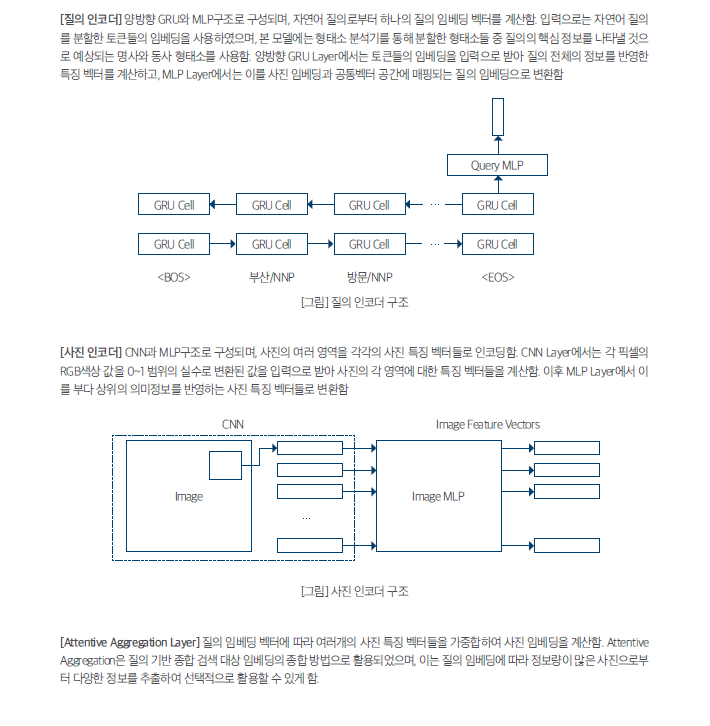 [질의 인코더] 양방향 GRU와 MLP구조로 구성되며, 자연어 질의로부터 하나의 질의 임베딩 벡터를 계산함. 입력으로는 자연어 질의
를 분할한 토큰들의 임베딩을 사용하였으며, 본 모델에는 형태소 분석기를 통해 분할한 형태소들 중 질의의 핵심 정보를 나타낼 것으
로 예상되는 명사와 동사 형태소를 사용함. 양방향 GRU Layer에서는 토큰들의 임베딩을 입력으로 받아 질의 전체의 정보를 반영한
특징 벡터를 계산하고, MLP Layer에서는 이를 사진 임베딩과 공통벡터 공간에 매핑되는 질의 임베딩으로 변환함
Query MLP
GRU Cell GRU Cell GRU Cell ... GRU Cell
GRU Cell GRU Cell GRU Cell ... GRU Cell
<BOS> 부산/NNP 방문/NNP <EOS>
[그림] 질의 인코더 구조
[사진 인코더] CNN과 MLP구조로 구성되며, 사진의 여러 영역을 각각의 사진 특징 벡터들로 인코딩함. CNN Layer에서는 각 픽셀의
RGB색상 값을 0~1 범위의 실수로 변환된 값을 입력으로 받아 사진의 각 영역에 대한 특징 벡터들을 계산함. 이후 MLP Layer에서 이
를 부다 상위의 의미정보를 반영하는 사진 특징 벡터들로 변환함
CNN Image Feature Vectors
Image Image MLP
...
[그림] 사진 인코더 구조
[Attentive Aggregation Layer] 질의 임베딩 벡터에 따라 여러개의 사진 특징 벡터들을 가중합하여 사진 임베딩을 계산함. Attentive
Aggregation은 질의 기반 종합 검색 대상 임베딩의 종합 방법으로 활용되었으며, 이는 질의 임베딩에 따라 정보량이 많은 사진으로부
터 다양한 정보를 추출하여 선택적으로 활용할 수 있게 함.